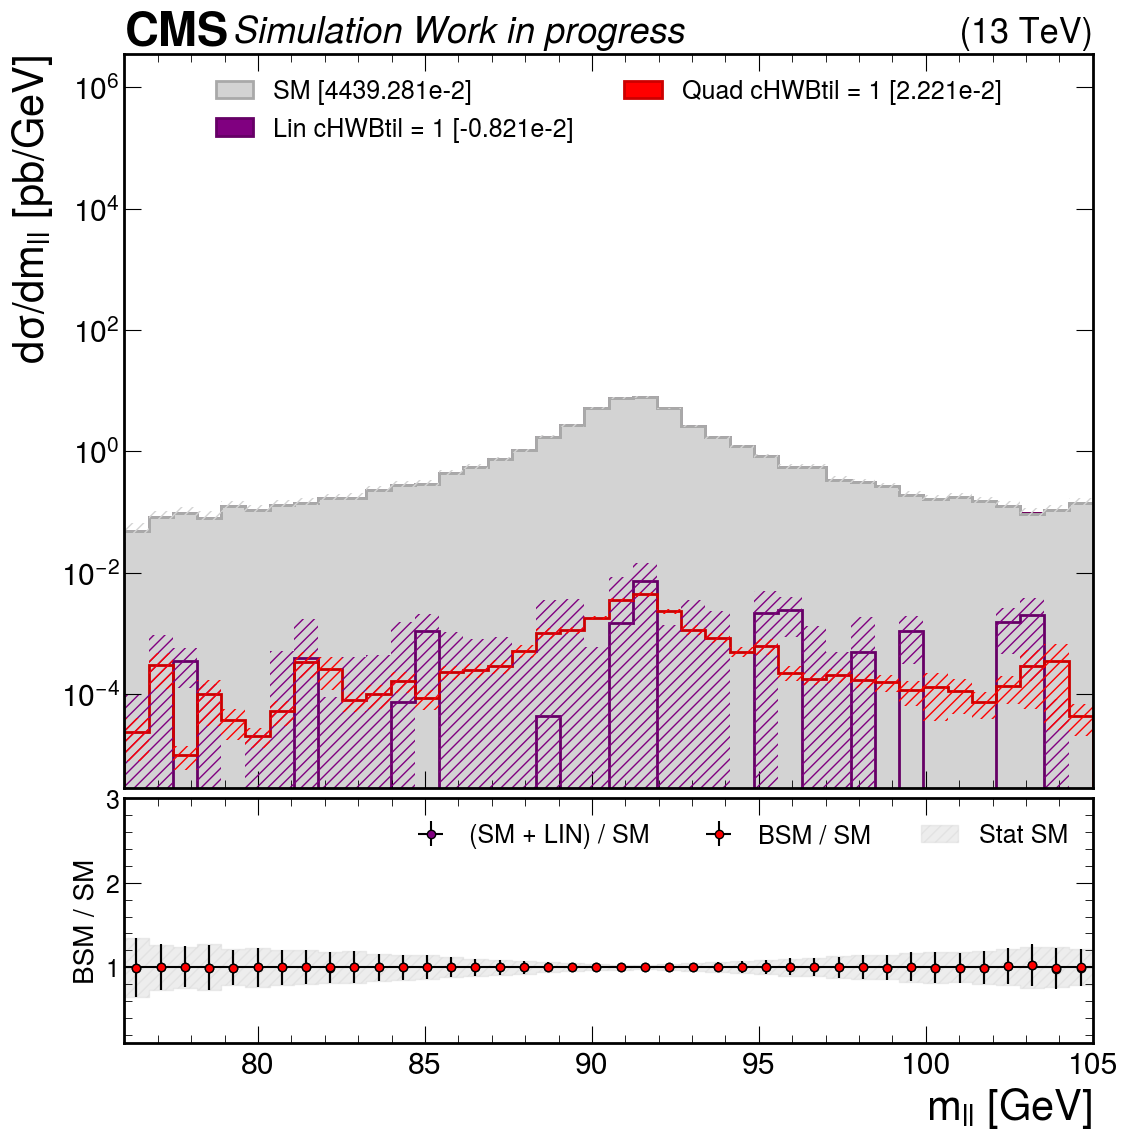 CMS Simulation Work in progress (13 TeV)
dσ/dm_ll [pb/GeV]
SM [4439.281e-2]
Quad cHWBtil = 1 [2.221e-2]
Lin cHWBtil = 1 [-0.821e-2]
10^6
10^4
10^2
10^0
10^−2
10^−4
BSM / SM
(SM + LIN) / SM
BSM / SM
Stat SM
3
2
1
80 85 90 95 100 105
m_ll [GeV]